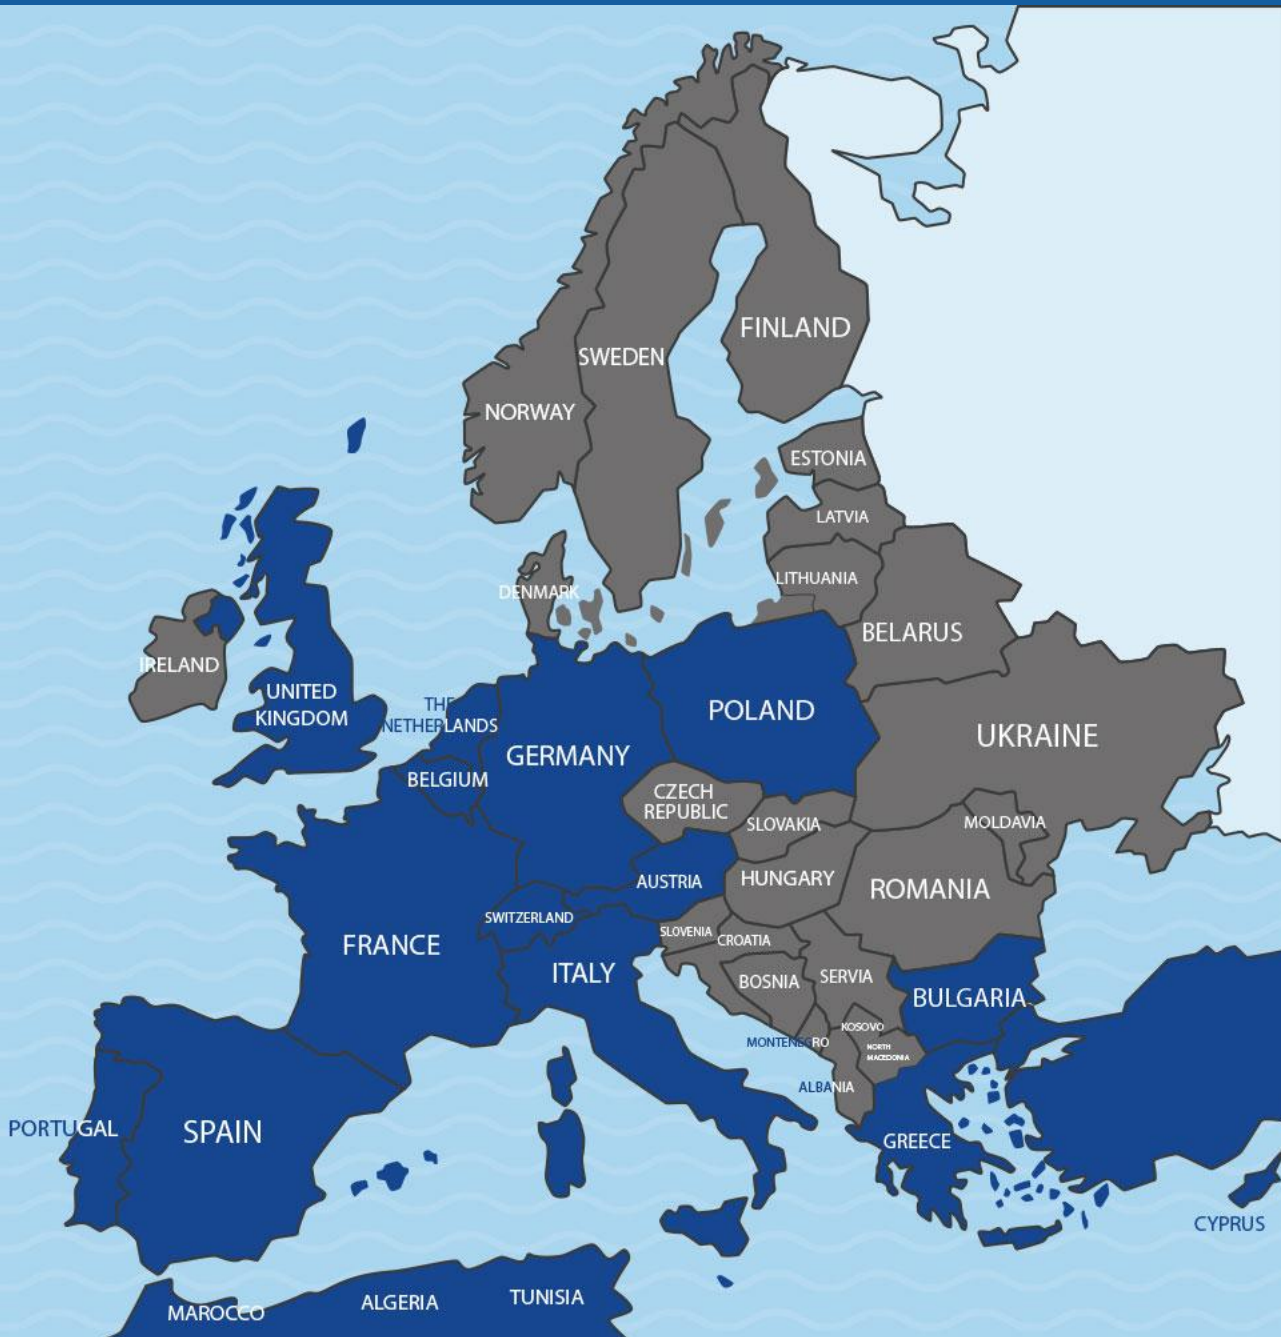 FINLAND
SWEDEN
NORWAY
ESTONIA
LATVIA
LITHUANIA
DENMARK
BELARUS
IRELAND
UNITED
KINGDOM
THE
NETHERLANDS
POLAND
UKRAINE
GERMANY
BELGIUM
CZECH
REPUBLIC
SLOVAKIA
MOLDAVIA
AUSTRIA
HUNGARY
ROMANIA
SWITZERLAND
SLOVENIA
CROATIA
FRANCE
ITALY
BOSNIA
SERVIA
BULGARIA
KOSOVO
MONTENEGRO
NORTH
MACEDONIA
ALBANIA
PORTUGAL
SPAIN
GREECE
CYPRUS
MAROCCO
ALGERIA
TUNISIA